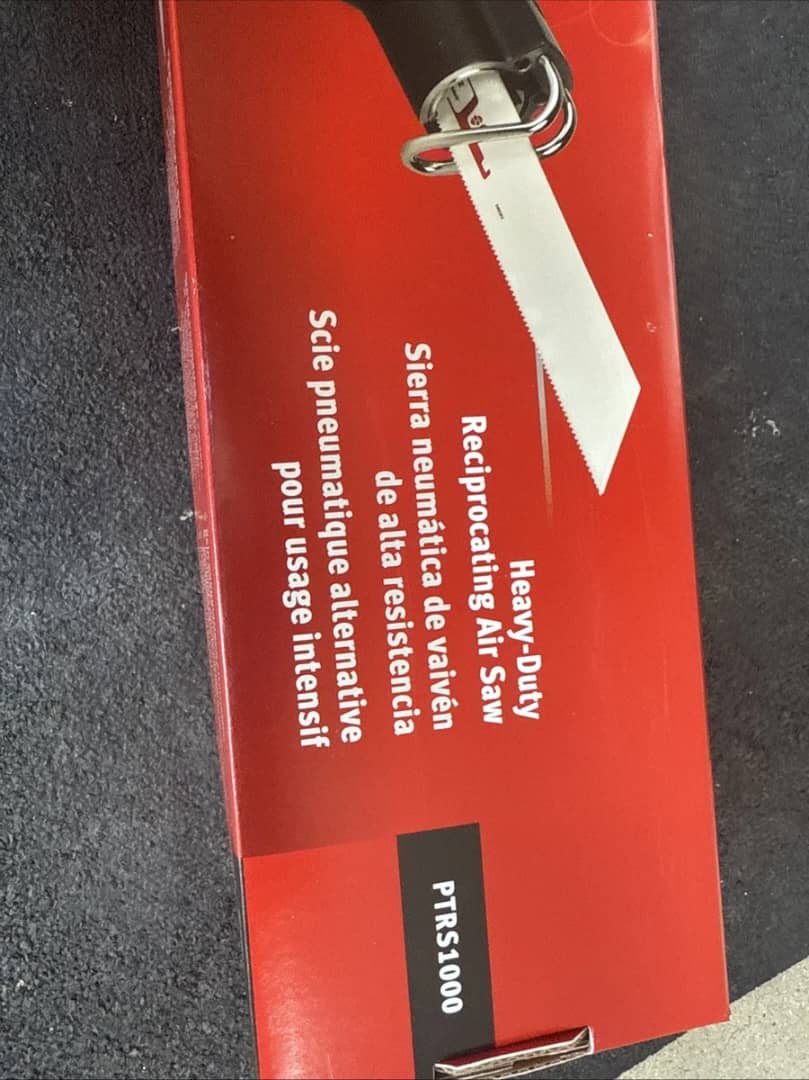 Heavy-Duty
Reciprocating Air Saw
Sierra neumática de vaivén
de alta resistencia
Scie pneumatique alternative
pour usage intensif
PTRS1000